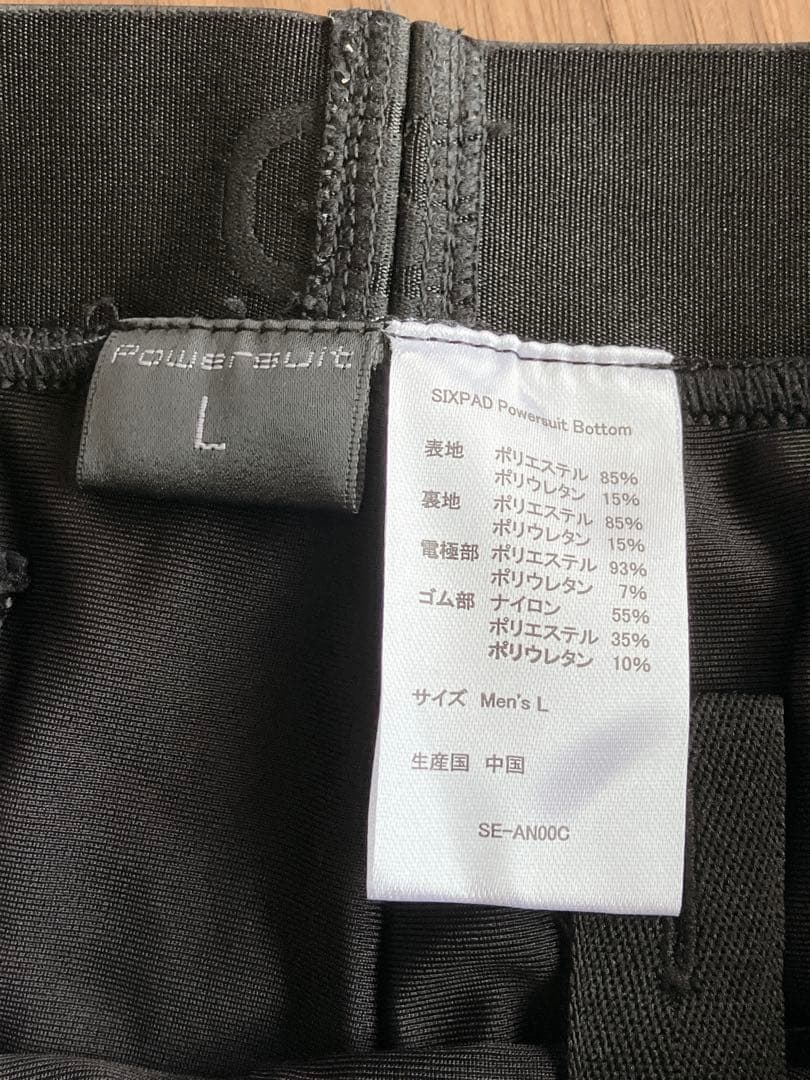 Powersuit
L
SIXPAD Powersuit Bottom
表地 ポリエステル 85%
ポリウレタン 15%
裏地 ポリエステル 85%
ポリウレタン 15%
電極部 ポリエステル 93%
ポリウレタン 7%
ゴム部 ナイロン 55%
ポリエステル 35%
ポリウレタン 10%
サイズ Men's L
生産国 中国
SE-AN00C